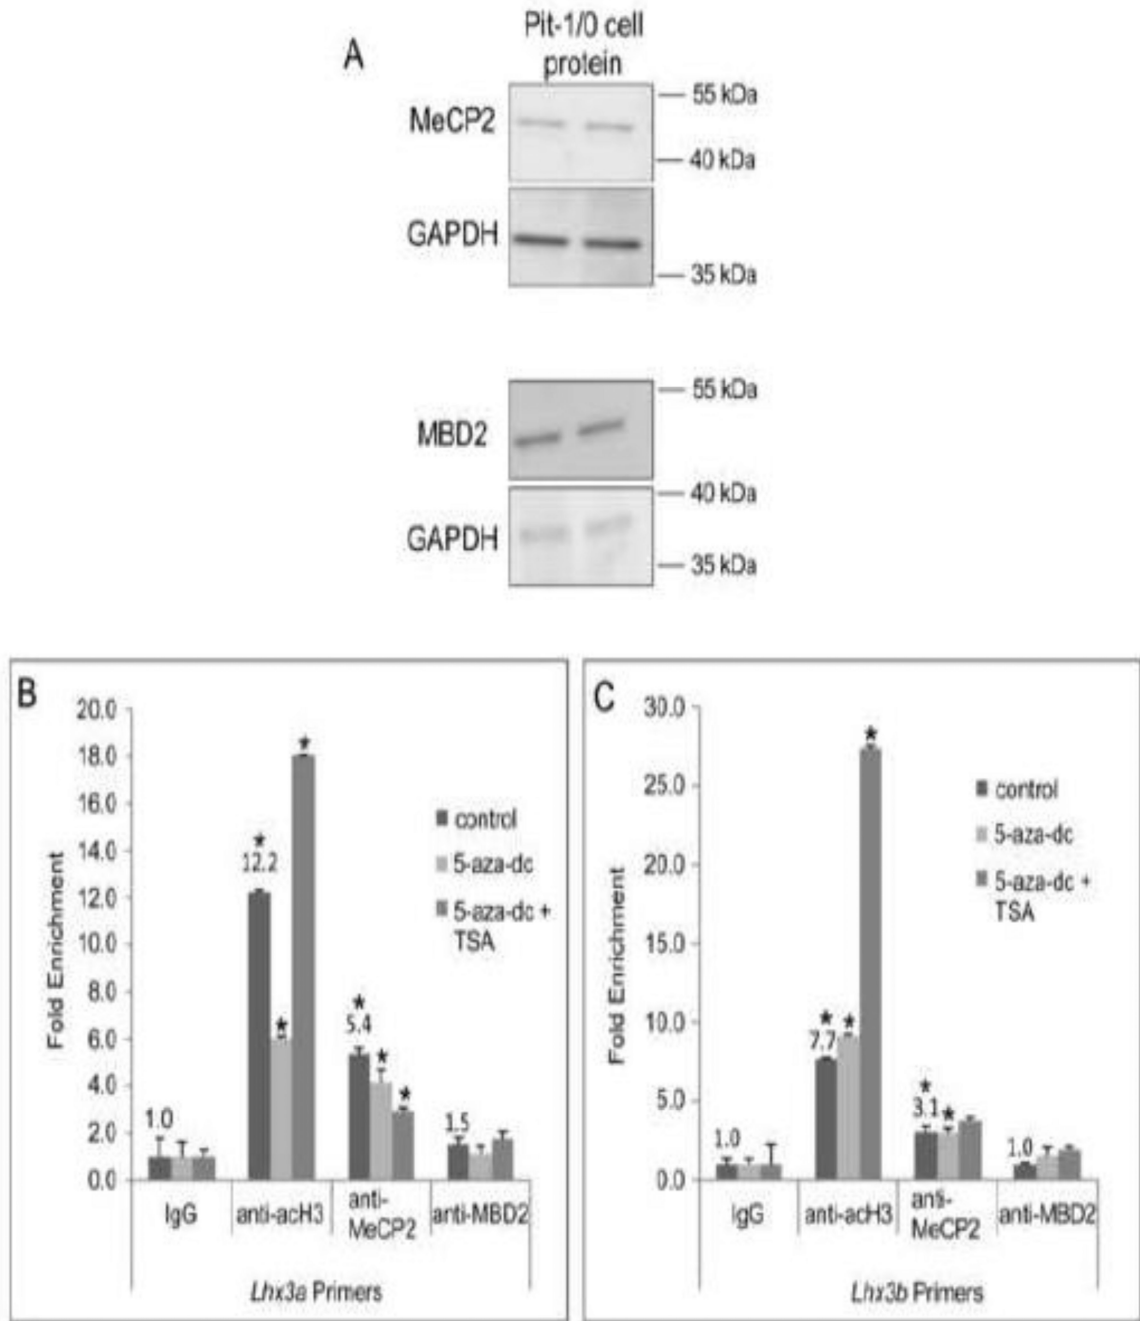 A
Pit-1/0 cell
protein
MeCP2
55 kDa
40 kDa
GAPDH
35 kDa
MBD2
55 kDa
40 kDa
GAPDH
35 kDa
B
Fold Enrichment
20.0
18.0
16.0
14.0
12.0
10.0
8.0
6.0
4.0
2.0
0.0
*
*
12.2
*
*
5.4
*
*
1.0
1.5
control
5-aza-dc
5-aza-dc +
TSA
IgG
anti-acH3
anti-
MeCP2
anti-MBD2
Lhx3a Primers
C
Fold Enrichment
30.0
25.0
20.0
15.0
10.0
5.0
0.0
*
*
7.7
*
*
3.1
*
1.0
1.0
control
5-aza-dc
5-aza-dc +
TSA
IgG
anti-acH3
anti-
MeCP2
anti-MBD2
Lhx3b Primers